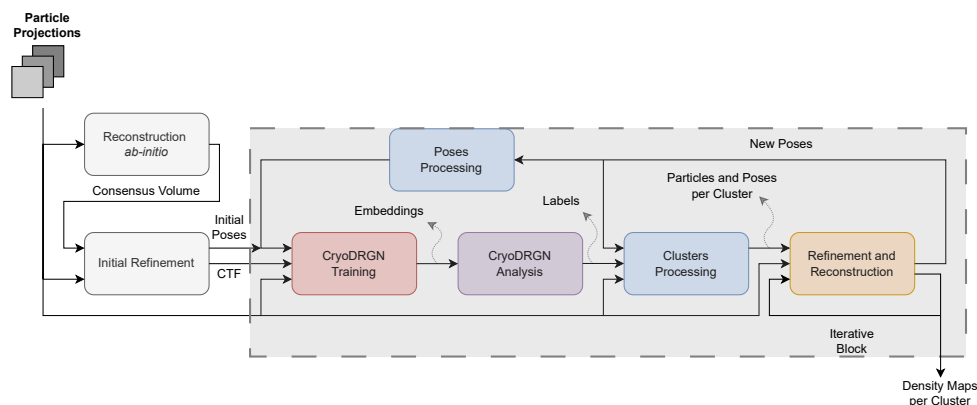 Particle
Projections
Reconstruction
ab-initio
Consensus Volume
Initial Refinement
Initial
Poses
CTF
Poses
Processing
New Poses
Embeddings
Labels
Particles and Poses
per Cluster
CryoDRGN
Training
CryoDRGN
Analysis
Clusters
Processing
Refinement and
Reconstruction
Iterative
Block
Density Maps
per Cluster